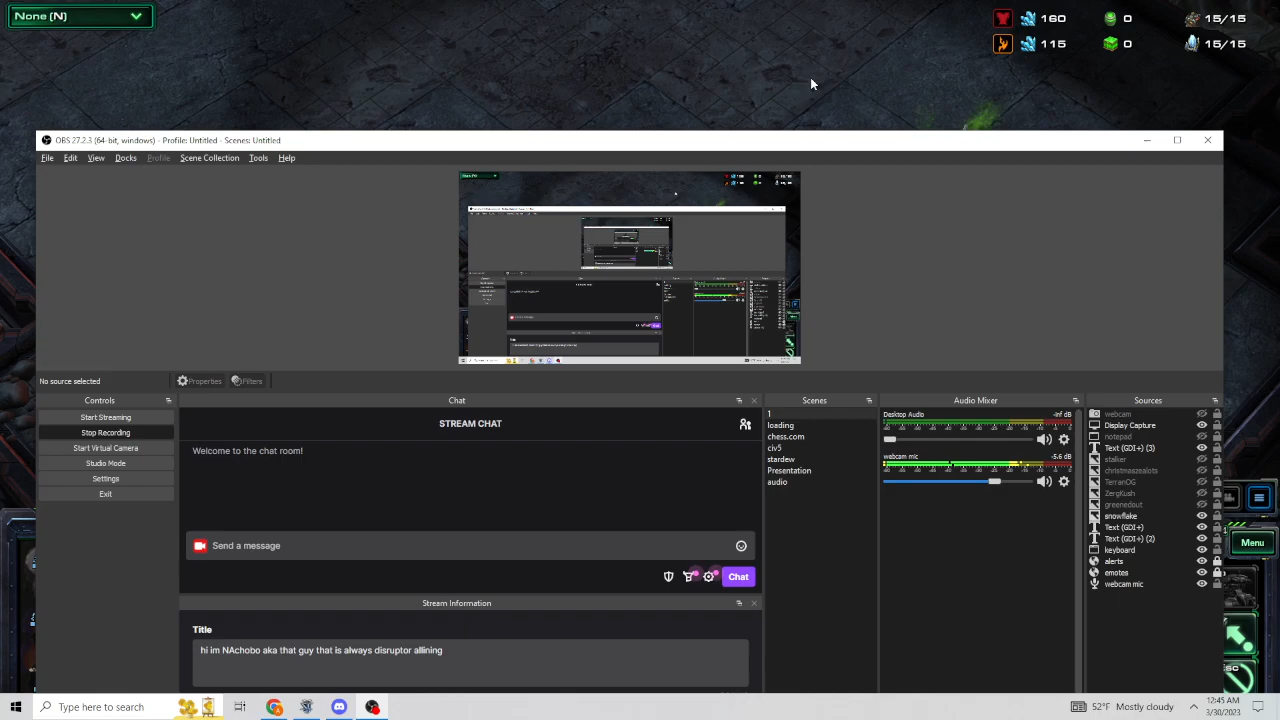 None (N)
160 0 15/15
115 0 15/15
OBS 27.2.3 (64-bit, windows) - Profile: Untitled - Scenes: Untitled
File Edit View Docks Profile Scene Collection Tools Help
No source selected
Properties Filters
Controls
Start Streaming
Stop Recording
Start Virtual Camera
Studio Mode
Settings
Exit
Chat
STREAM CHAT
Welcome to the chat room!
Send a message
Chat
Stream Information
Title
hi im NAchobo aka that guy that is always disruptor allining
Scenes
1
loading
chess.com
civ5
stardew
Presentation
audio
Audio Mixer
Desktop Audio -inf dB
webcam mic -5.6 dB
Sources
webcam
Display Capture
notepad
Text (GDI+) (3)
stalker
christmaszealots
TerranOG
ZergKush
greenedout
snowflake
Text (GDI+)
Text (GDI+) (2)
keyboard
alerts
emotes
webcam mic
Menu
Type here to search
52°F Mostly cloudy
12:45 AM
3/30/2023